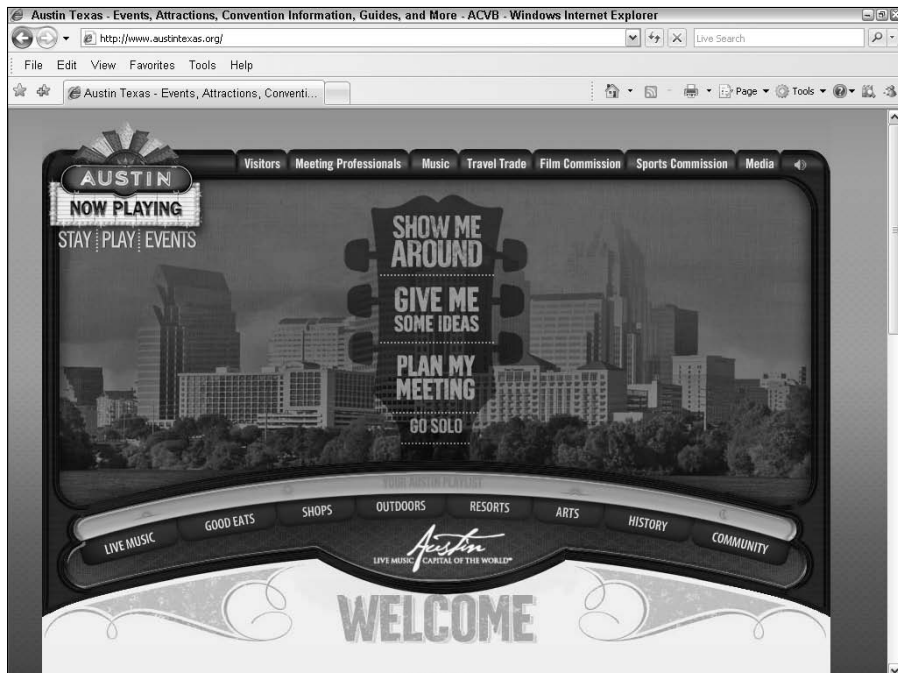 Austin Texas - Events, Attractions, Convention Information, Guides, and More - ACVB - Windows Internet Explorer
http://www.austintexas.org/
Live Search
File Edit View Favorites Tools Help
Austin Texas - Events, Attractions, Conventi...
Page Tools
Visitors Meeting Professionals Music Travel Trade Film Commission Sports Commission Media
AUSTIN
NOW PLAYING
STAY PLAY EVENTS
SHOW ME
AROUND
GIVE ME
SOME IDEAS
PLAN MY
MEETING
GO SOLO
YOUR AUSTIN PLAYLIST
LIVE MUSIC GOOD EATS SHOPS OUTDOORS RESORTS ARTS HISTORY COMMUNITY
Austin
LIVE MUSIC CAPITAL OF THE WORLD
WELCOME